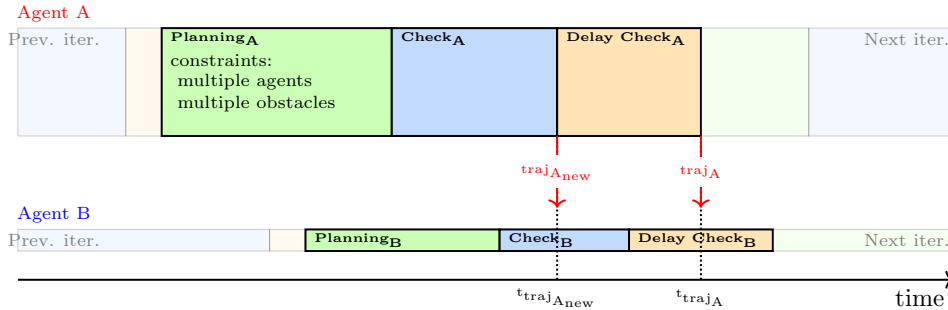 Agent A
Prev. iter.
Planning_A
Check_A
Delay Check_A
Next iter.
constraints:
multiple agents
multiple obstacles
traj_A_new
traj_A
Agent B
Prev. iter.
Planning_B
Check_B
Delay Check_B
Next iter.
t_traj_A_new
t_traj_A
time